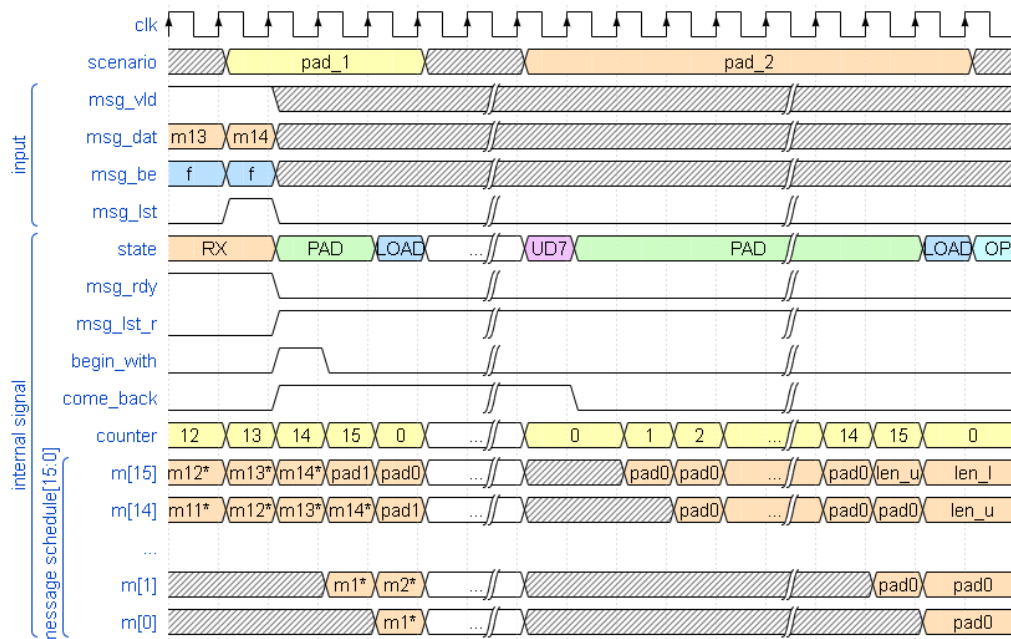 clk
scenario pad_1 pad_2
msg_vld
msg_dat m13 m14
msg_be f f
msg_lst
state RX PAD LOAD ... UD7 PAD LOAD OP
msg_rdy
msg_lst_r
begin_with
come_back
counter 12 13 14 15 0 ... 0 1 2 ... 14 15 0
m[15] m12* m13* m14* pad1 pad0 ... pad0 pad0 ... pad0 len_u len_l
m[14] m11* m12* m13* m14* pad1 ... pad0 ... pad0 pad0 len_u
...
m[1] m1* m2* ... pad0 pad0
m[0] m1* ... pad0
input
internal signal
nessage schedule[15:0]